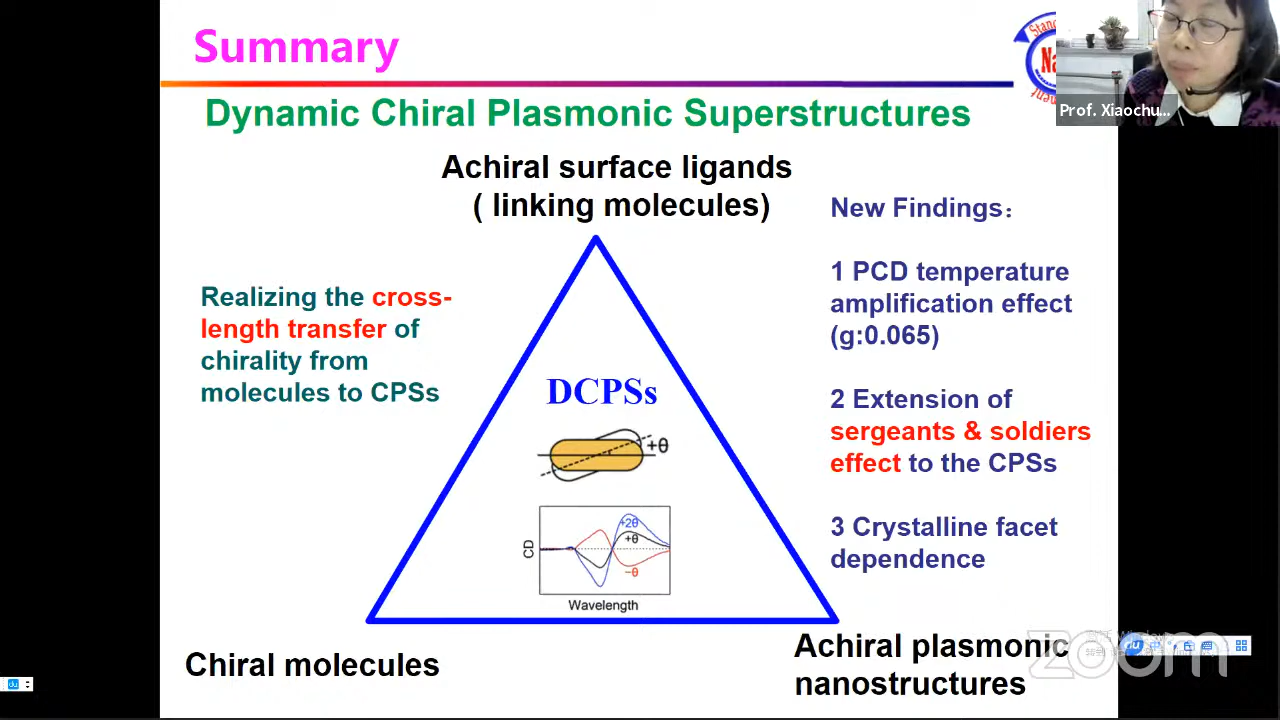 Summary
Dynamic Chiral Plasmonic Superstructures
Achiral surface ligands
( linking molecules)
Realizing the cross-
length transfer of
chirality from
molecules to CPSs
DCPSs
+θ
CD
+2θ
+θ
−θ
Wavelength
New Findings：
1 PCD temperature
amplification effect
(g:0.065)
2 Extension of
sergeants & soldiers
effect to the CPSs
3 Crystalline facet
dependence
Chiral molecules
Achiral plasmonic
nanostructures
Prof. Xiaochu...
zoom